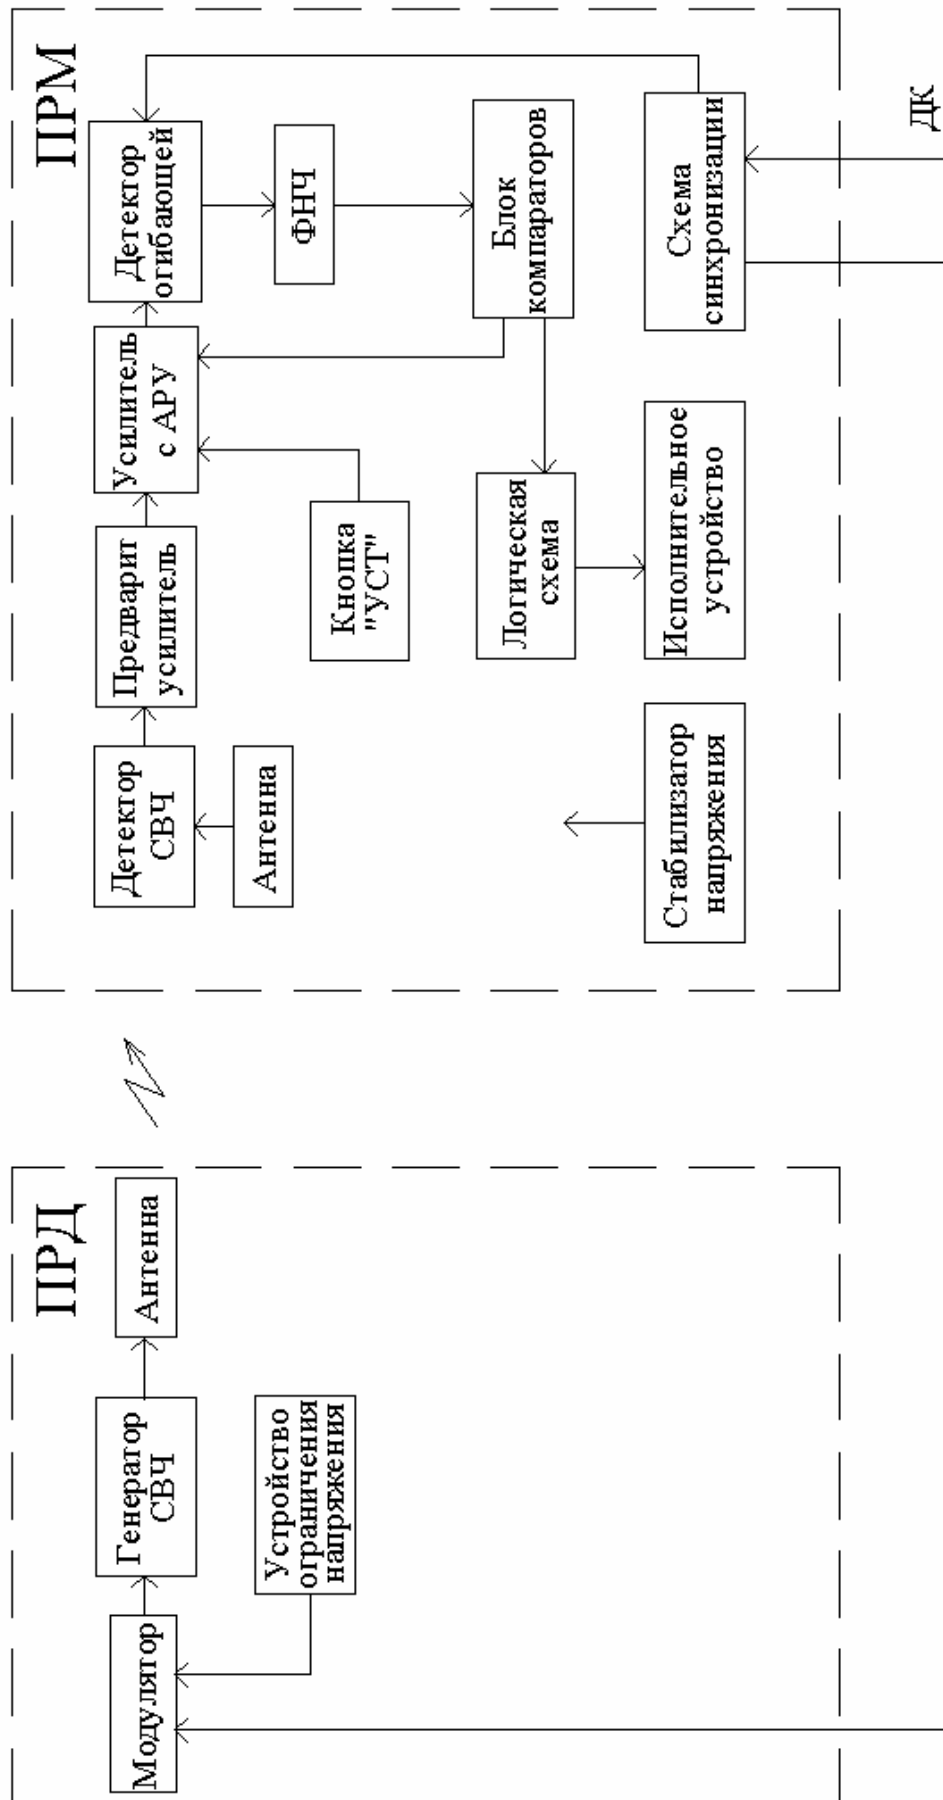 ПРД
Модулятор
Генератор
СВЧ
Антенна
Устройство
ограничения
напряжения
ПРМ
Детектор
СВЧ
Антенна
Предварит
усилитель
Усилитель
с АРУ
Детектор
огибающей
Кнопка
"УСТ"
ФНЧ
Логическая
схема
Блок
компараторов
Стабилизатор
напряжения
Исполнительное
устройство
Схема
синхронизации
ДК